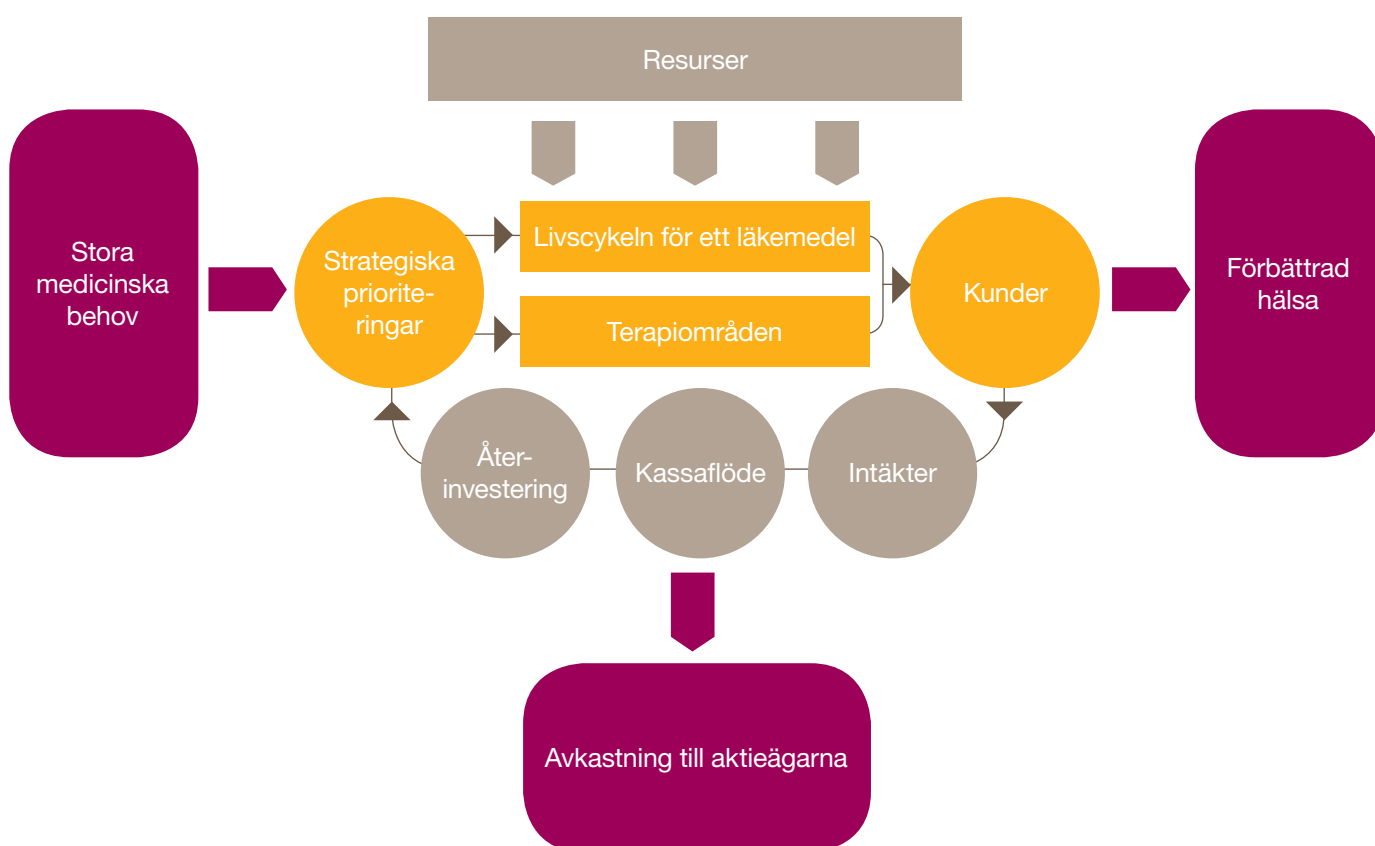 Resurser
Stora
medicinska
behov
Strategiska
priorite-
ringar
Livscykeln för ett läkemedel
Terapiområden
Kunder
Förbättrad
hälsa
Åter-
investering
Kassaflöde
Intäkter
Avkastning till aktieägarna